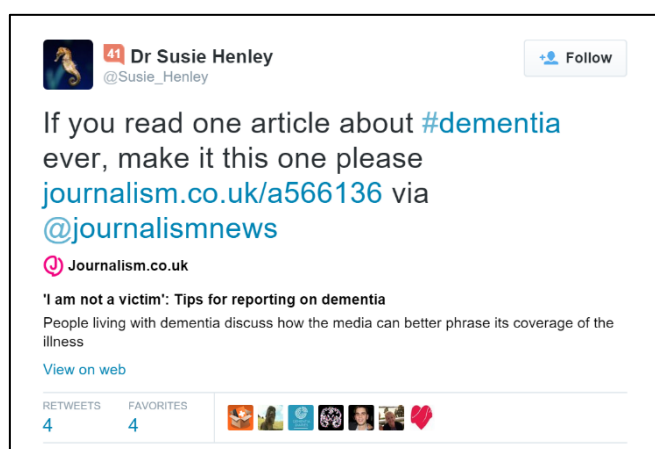 41 Dr Susie Henley
@Susie_Henley
Follow
If you read one article about #dementia
ever, make it this one please
journalism.co.uk/a566136 via
@journalismnews
Journalism.co.uk
'I am not a victim': Tips for reporting on dementia
People living with dementia discuss how the media can better phrase its coverage of the
illness
View on web
RETWEETS FAVORITES
4 4